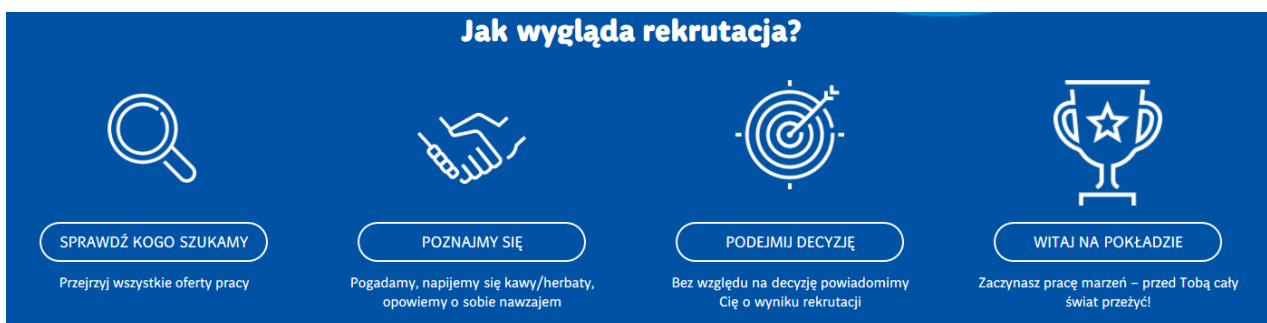 Jak wygląda rekrutacja?
SPRAWDŹ KOGO SZUKAMY
Przejrzyj wszystkie oferty pracy
POZNAJMY SIĘ
Pogadamy, napijemy się kawy/herbaty,
opowiemy o sobie nawzajem
PODEJMIJ DECYZJĘ
Bez względu na decyzję powiadomimy
Cię o wyniku rekrutacji
WITAJ NA POKŁADZIE
Zaczynasz pracę marzeń – przed Tobą cały
świat przeżyć!